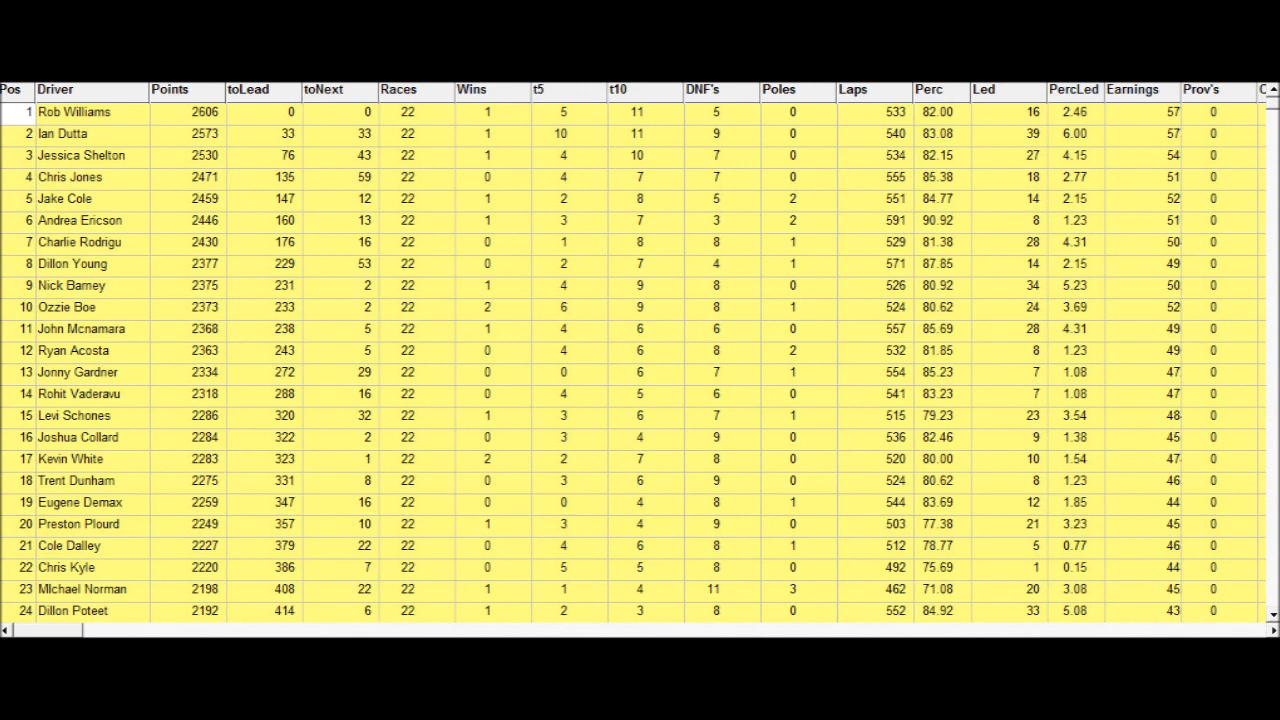 Pos Driver Points toLead toNext Races Wins t5 t10 DNF's Poles Laps Perc Led PercLed Earnings Prov's
1 Rob Williams 2606 0 0 22 1 5 11 5 0 533 82.00 16 2.46 57 0
2 Ian Dutta 2573 33 33 22 1 10 11 9 0 540 83.08 39 6.00 57 0
3 Jessica Shelton 2530 76 43 22 1 4 10 7 0 534 82.15 27 4.15 54 0
4 Chris Jones 2471 135 59 22 0 4 7 7 0 555 85.38 18 2.77 51 0
5 Jake Cole 2459 147 12 22 1 2 8 5 2 551 84.77 14 2.15 52 0
6 Andrea Ericson 2446 160 13 22 1 3 7 3 2 591 90.92 8 1.23 51 0
7 Charlie Rodrigu 2430 176 16 22 0 1 8 8 1 529 81.38 28 4.31 50 0
8 Dillon Young 2377 229 53 22 0 2 7 4 1 571 87.85 14 2.15 49 0
9 Nick Barney 2375 231 2 22 1 4 9 8 0 526 80.92 34 5.23 50 0
10 Ozzie Boe 2373 233 2 22 2 6 9 8 1 524 80.62 24 3.69 52 0
11 John Mcnamara 2368 238 5 22 1 4 6 6 0 557 85.69 28 4.31 49 0
12 Ryan Acosta 2363 243 5 22 0 4 6 8 2 532 81.85 8 1.23 49 0
13 Jonny Gardner 2334 272 29 22 0 0 6 7 1 554 85.23 7 1.08 47 0
14 Rohit Vaderavu 2318 288 16 22 0 4 5 6 0 541 83.23 7 1.08 47 0
15 Levi Schones 2286 320 32 22 1 3 6 7 1 515 79.23 23 3.54 48 0
16 Joshua Collard 2284 322 2 22 0 3 4 9 0 536 82.46 9 1.38 45 0
17 Kevin White 2283 323 1 22 2 2 7 8 0 520 80.00 10 1.54 47 0
18 Trent Dunham 2275 331 8 22 0 3 6 9 0 524 80.62 8 1.23 46 0
19 Eugene Demax 2259 347 16 22 0 0 4 8 1 544 83.69 12 1.85 44 0
20 Preston Plourd 2249 357 10 22 1 3 4 9 0 503 77.38 21 3.23 45 0
21 Cole Dalley 2227 379 22 22 0 4 6 8 1 512 78.77 5 0.77 46 0
22 Chris Kyle 2220 386 7 22 0 5 5 8 0 492 75.69 1 0.15 44 0
23 MIchael Norman 2198 408 22 22 1 1 4 11 3 462 71.08 20 3.08 45 0
24 Dillon Poteet 2192 414 6 22 1 2 3 8 0 552 84.92 33 5.08 43 0